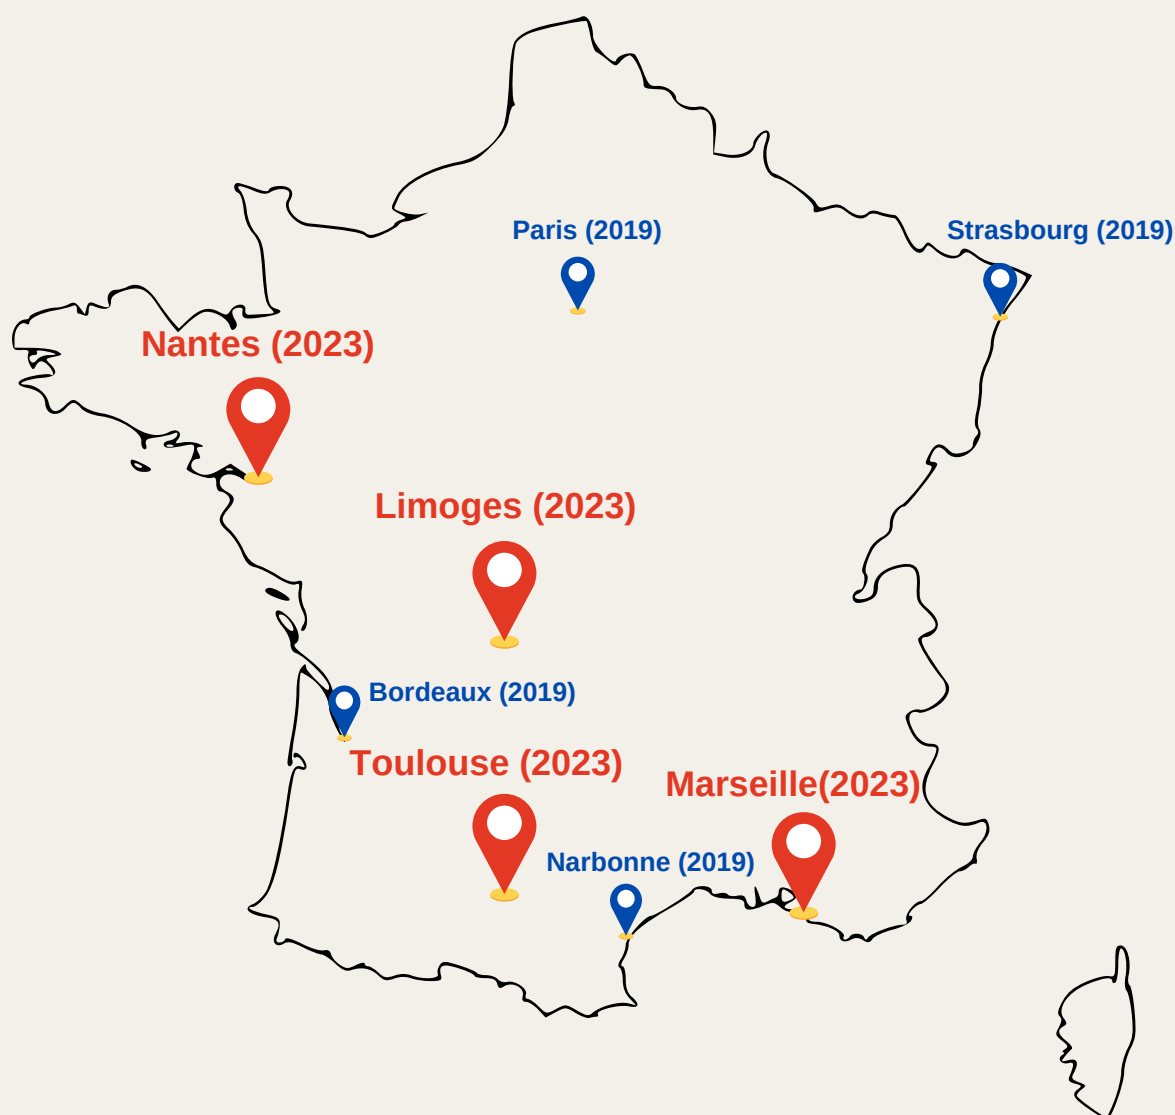 Paris (2019)
Strasbourg (2019)
Nantes (2023)
Limoges (2023)
Bordeaux (2019)
Toulouse (2023)
Marseille(2023)
Narbonne (2019)